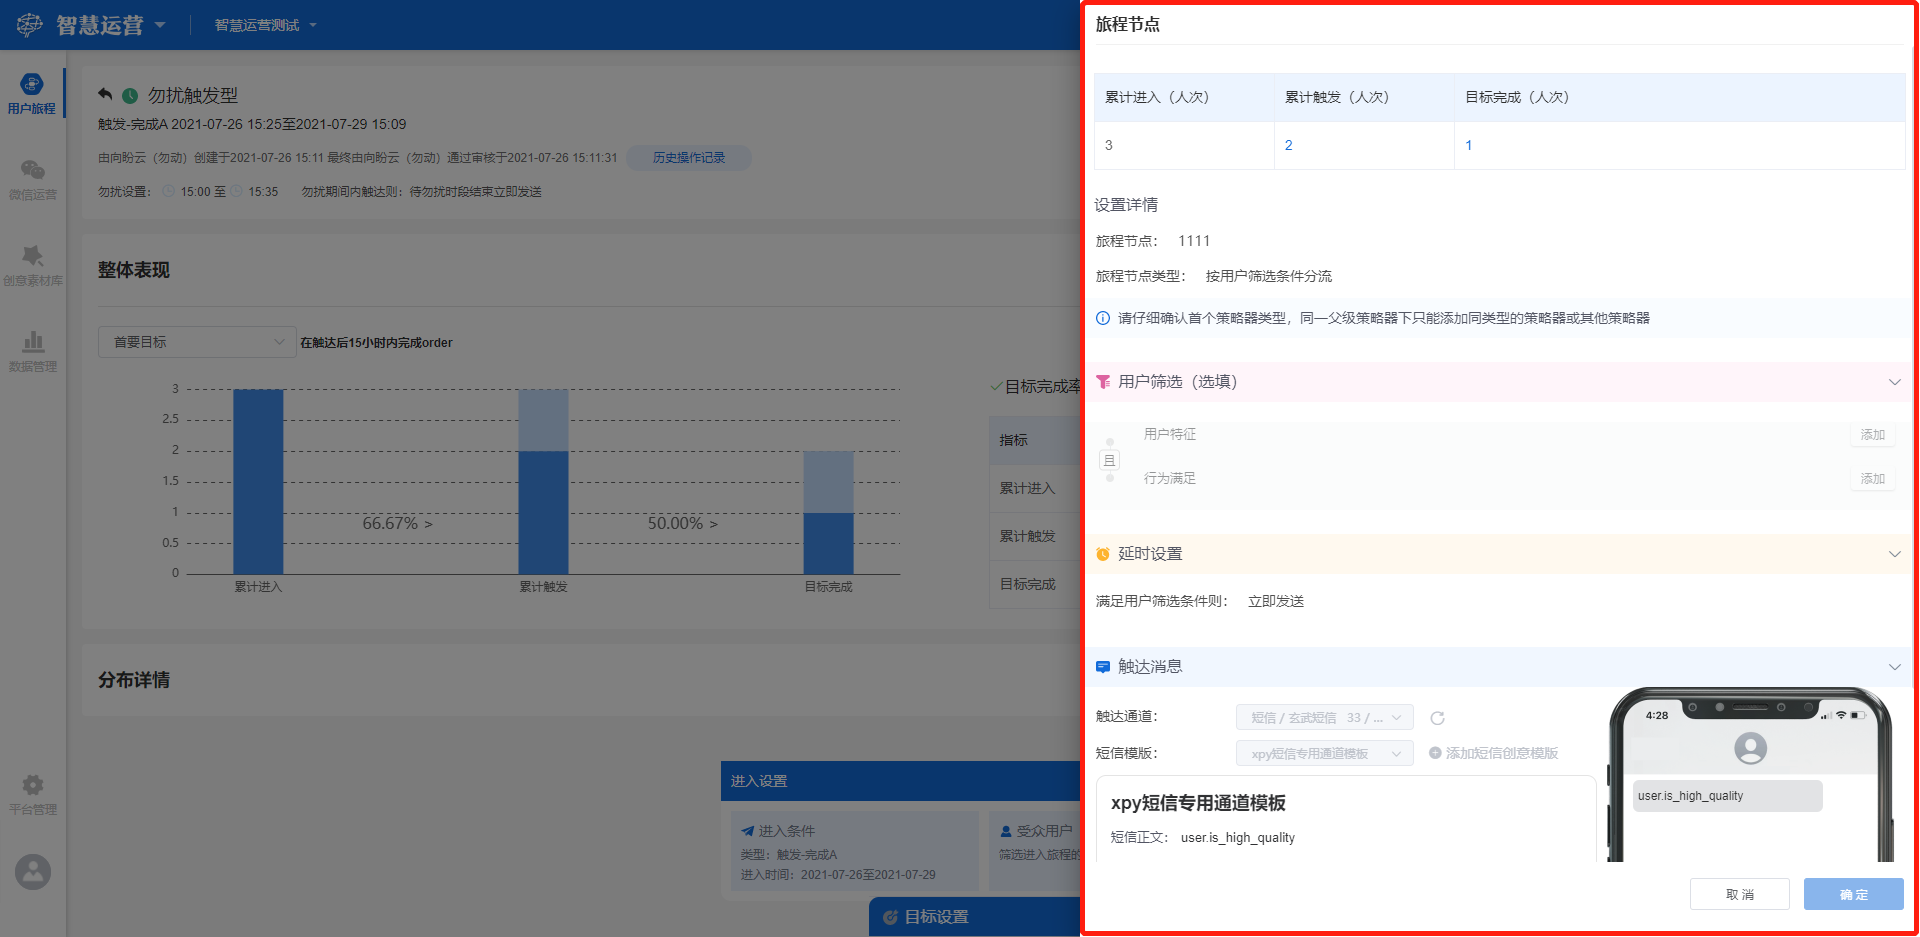 智慧运营
智慧运营测试
用户旅程
微信运营
创意素材库
数据管理
平台管理
勿扰触发型
触发-完成A 2021-07-26 15:25至2021-07-29 15:09
由向盼云（勿动）创建于2021-07-26 15:11 最终由向盼云（勿动）通过审核于2021-07-26 15:11:31
历史操作记录
勿扰设置： 15:00 至 15:35 勿扰期间内触达则：待勿扰时段结束立即发送
整体表现
首要目标
在触达后15小时内完成order
3
2.5
2
1.5
1
0.5
0
66.67% >
50.00% >
累计进入
累计触发
目标完成
目标完成率
指标
累计进入
累计触发
目标完成
分布详情
进入设置
进入条件
类型：触发-完成A
进入时间：2021-07-26至2021-07-29
受众用户
筛选进入旅程的
目标设置
旅程节点
累计进入（人次） 累计触发（人次） 目标完成（人次）
3 2 1
设置详情
旅程节点： 1111
旅程节点类型： 按用户筛选条件分流
请仔细确认首个策略器类型，同一父级策略器下只能添加同类型的策略器或其他策略器
用户筛选（选填）
用户特征 添加
且
行为满足 添加
延时设置
满足用户筛选条件则： 立即发送
触达消息
触达通道： 短信 / 玄武短信 33 / ...
短信模版： xpy短信专用通道模板 添加短信创意模版
xpy短信专用通道模板
短信正文： user.is_high_quality
4:28
user.is_high_quality
取 消
确 定